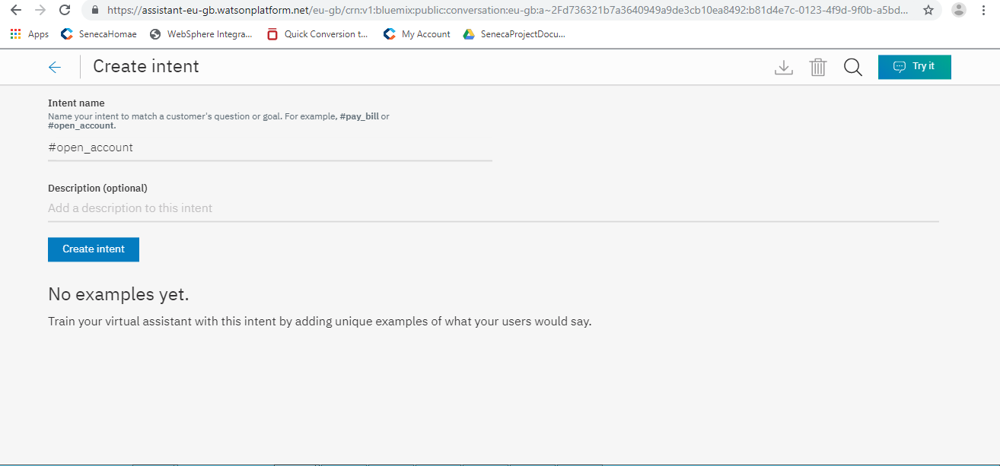 https://assistant-eu-gb.watsonplatform.net/eu-gb/crn:v1:bluemix:public:conversation:eu-gb:a~2Fd736321b7a3640949a9de3cb10ea8492:b81d4e7c-0123-4f9d-9f0b-a5bd...
Apps SenecaHomae WebSphere Integra... Quick Conversion t... My Account SenecaProjectDocu...
Create intent Try it
Intent name
Name your intent to match a customer's question or goal. For example, #pay_bill or
#open_account.
#open_account
Description (optional)
Add a description to this intent
Create intent
No examples yet.
Train your virtual assistant with this intent by adding unique examples of what your users would say.